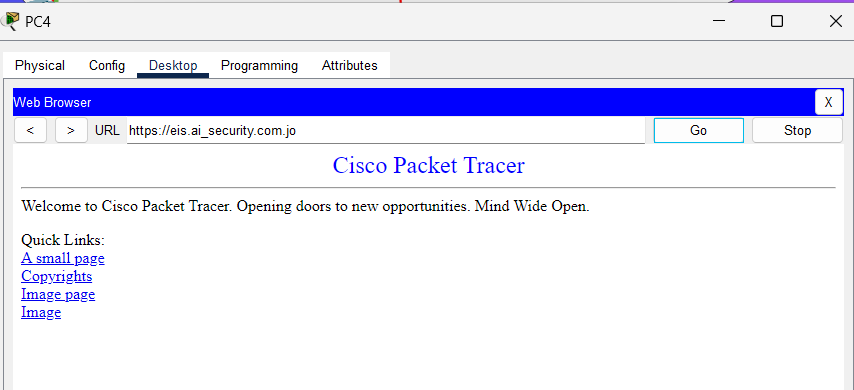 PC4
Physical Config Desktop Programming Attributes
Web Browser X
< > URL https://eis.ai_security.com.jo Go Stop
Cisco Packet Tracer
Welcome to Cisco Packet Tracer. Opening doors to new opportunities. Mind Wide Open.
Quick Links:
A small page
Copyrights
Image page
Image